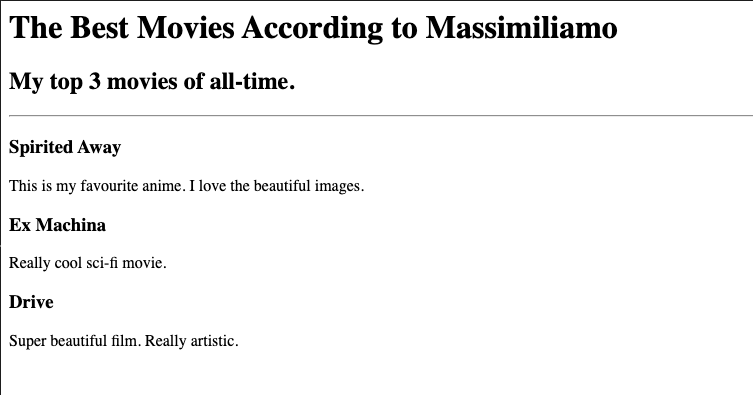 The Best Movies According to Massimiliamo
My top 3 movies of all-time.
Spirited Away
This is my favourite anime. I love the beautiful images.
Ex Machina
Really cool sci-fi movie.
Drive
Super beautiful film. Really artistic.